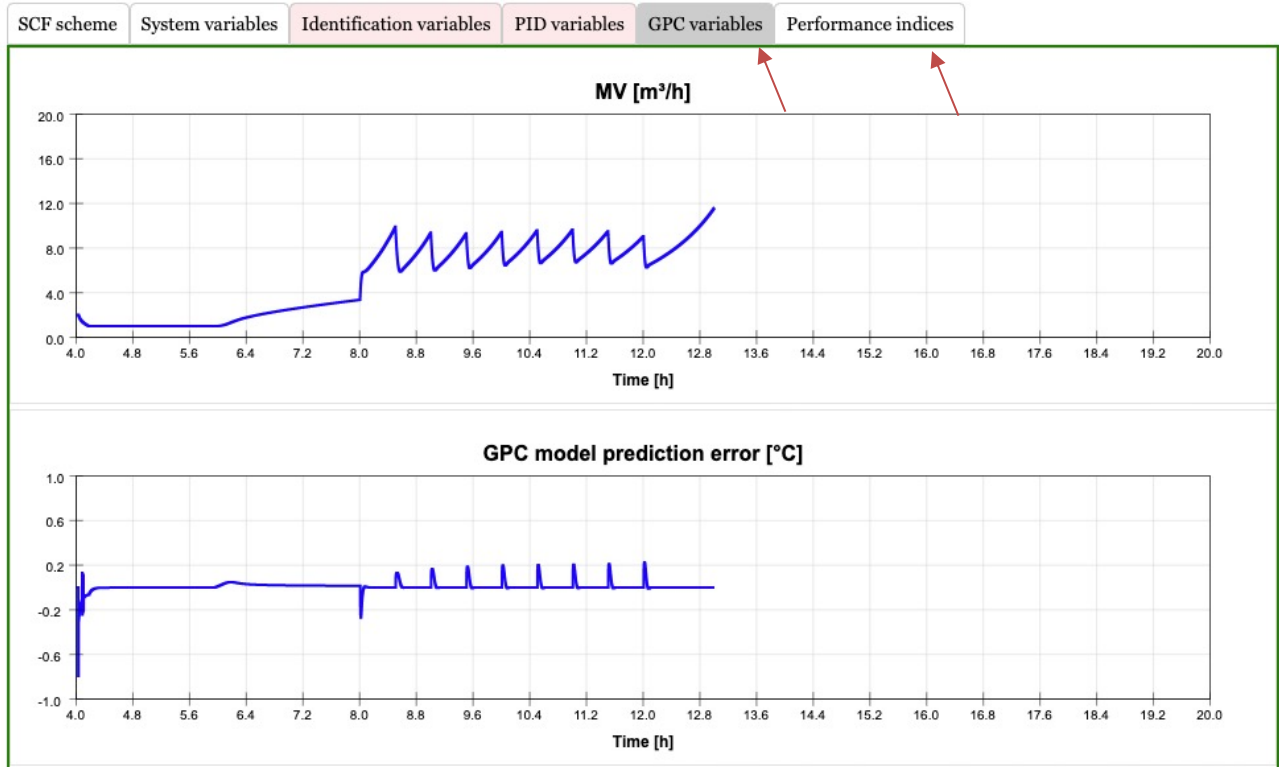 SCF scheme System variables Identification variables PID variables GPC variables Performance indices
MV [m³/h]
20.0
16.0
12.0
8.0
4.0
0.0
4.0 4.8 5.6 6.4 7.2 8.0 8.8 9.6 10.4 11.2 12.0 12.8 13.6 14.4 15.2 16.0 16.8 17.6 18.4 19.2 20.0
Time [h]
GPC model prediction error [°C]
1.0
0.6
0.2
-0.2
-0.6
-1.0
4.0 4.8 5.6 6.4 7.2 8.0 8.8 9.6 10.4 11.2 12.0 12.8 13.6 14.4 15.2 16.0 16.8 17.6 18.4 19.2 20.0
Time [h]